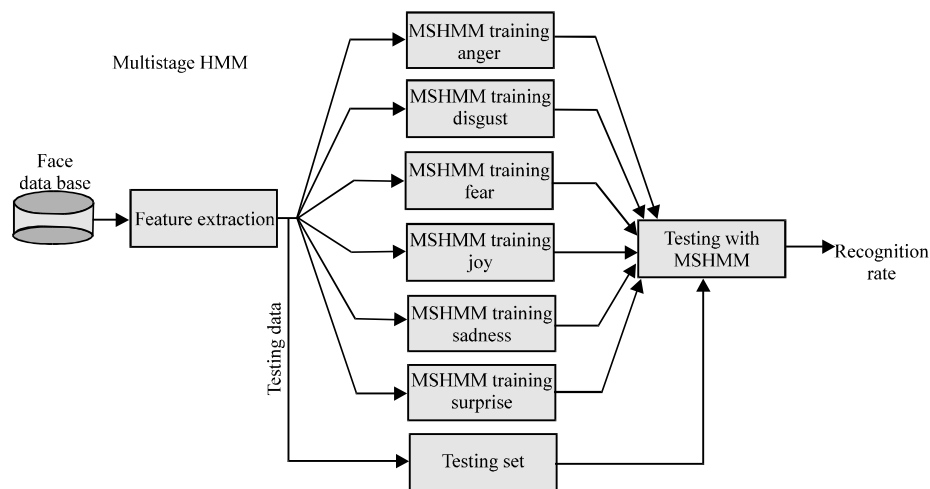 Multistage HMM
Face
data base
Feature extraction
Testing data
MSHMM training
anger
MSHMM training
disgust
MSHMM training
fear
MSHMM training
joy
MSHMM training
sadness
MSHMM training
surprise
Testing set
Testing with
MSHMM
Recognition
rate